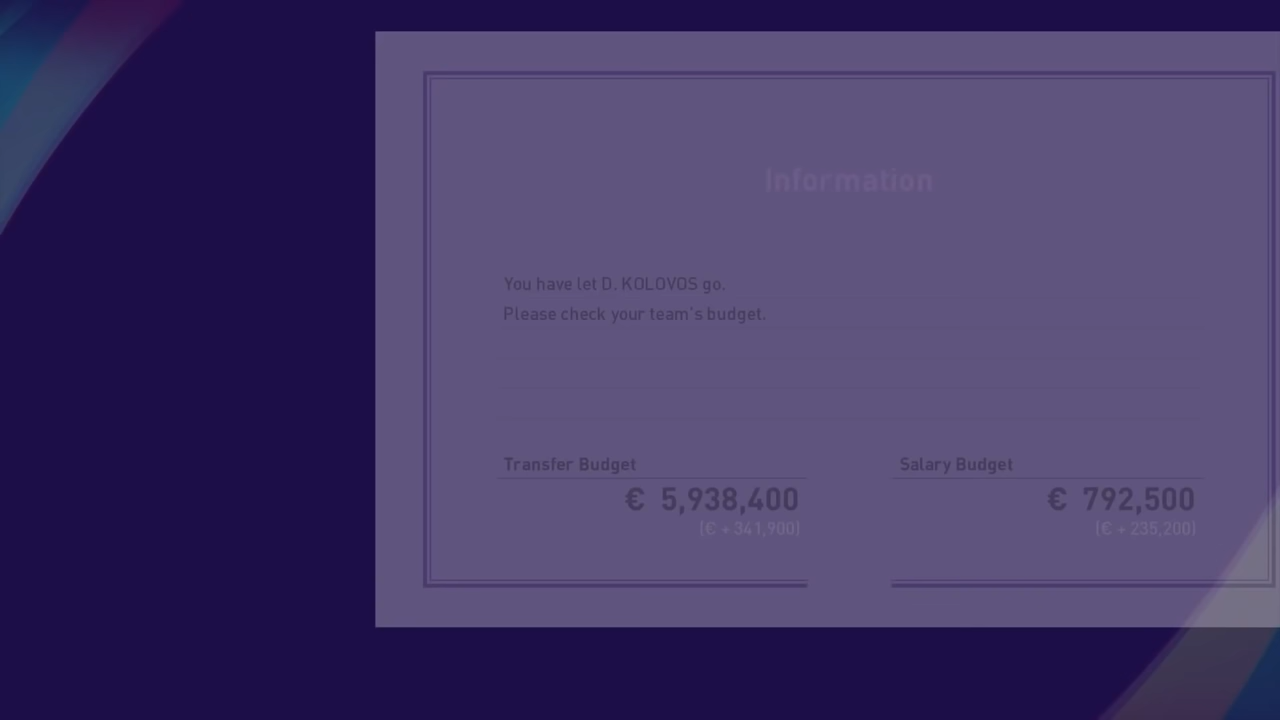 Information
You have let D. KOLOVOS go.
Please check your team's budget.
Transfer Budget
€ 5,938,400
(€ + 341,900)
Salary Budget
€ 792,500
(€ + 235,200)